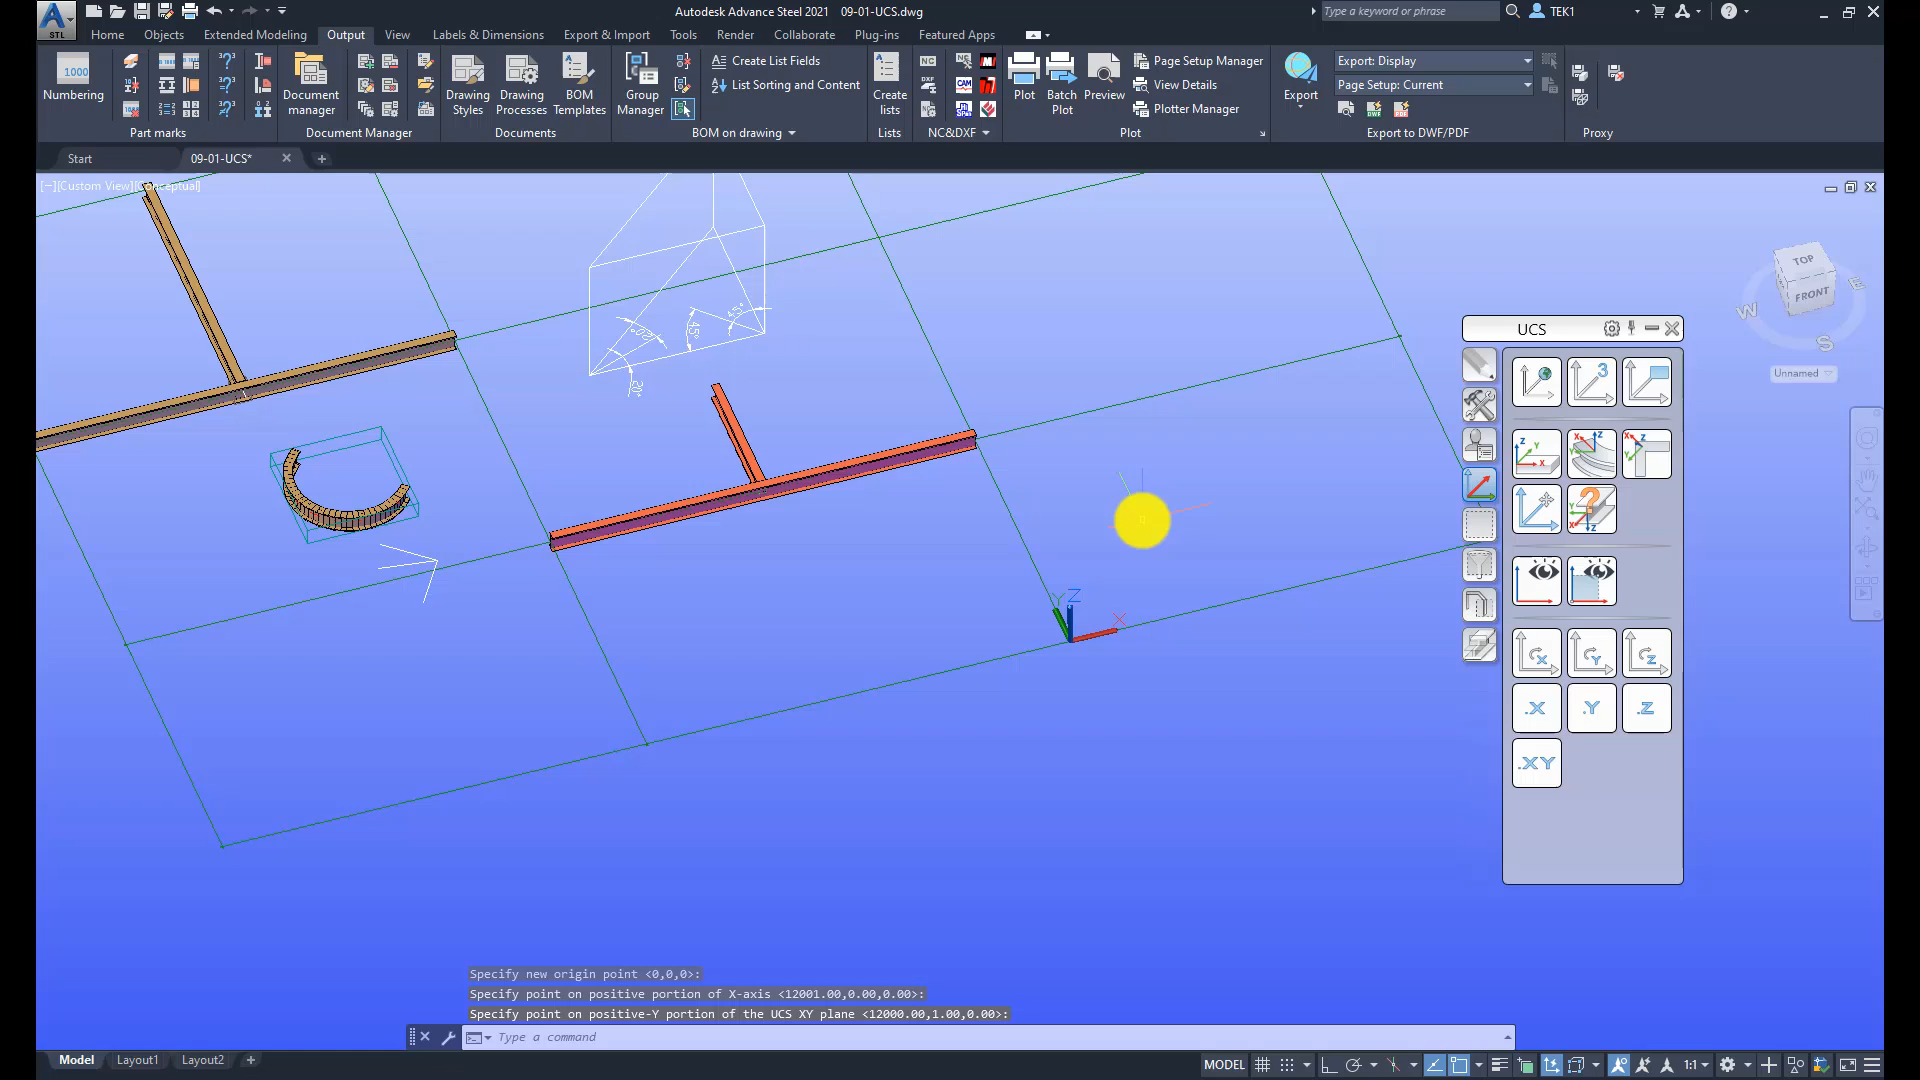 Autodesk Advance Steel 2021 09-01-UCS.dwg
Type a keyword or phrase
TEK1
STL
Home Objects Extended Modeling Output View Labels & Dimensions Export & Import Tools Render Collaborate Plug-ins Featured Apps
Numbering
Document manager
Drawing Styles
Drawing Processes
BOM Templates
Group Manager
Create List Fields
List Sorting and Content
Create lists
Plot
Batch Plot
Preview
Page Setup Manager
View Details
Plotter Manager
Export
Export: Display
Page Setup: Current
Part marks Document Manager Documents BOM on drawing Lists NC&DXF Plot Export to DWF/PDF Proxy
Start 09-01-UCS*
[−][Custom View][Conceptual]
TOP
FRONT
W
E
S
Unnamed
UCS
45°
45°
20°
20°
X
Y
Z
3
.X .Y .Z
.XY
Specify new origin point <0,0,0>:
Specify point on positive portion of X-axis <12001.00,0.00,0.00>:
Specify point on positive-Y portion of the UCS XY plane <12000.00,1.00,0.00>:
Type a command
Model Layout1 Layout2
MODEL
1:1